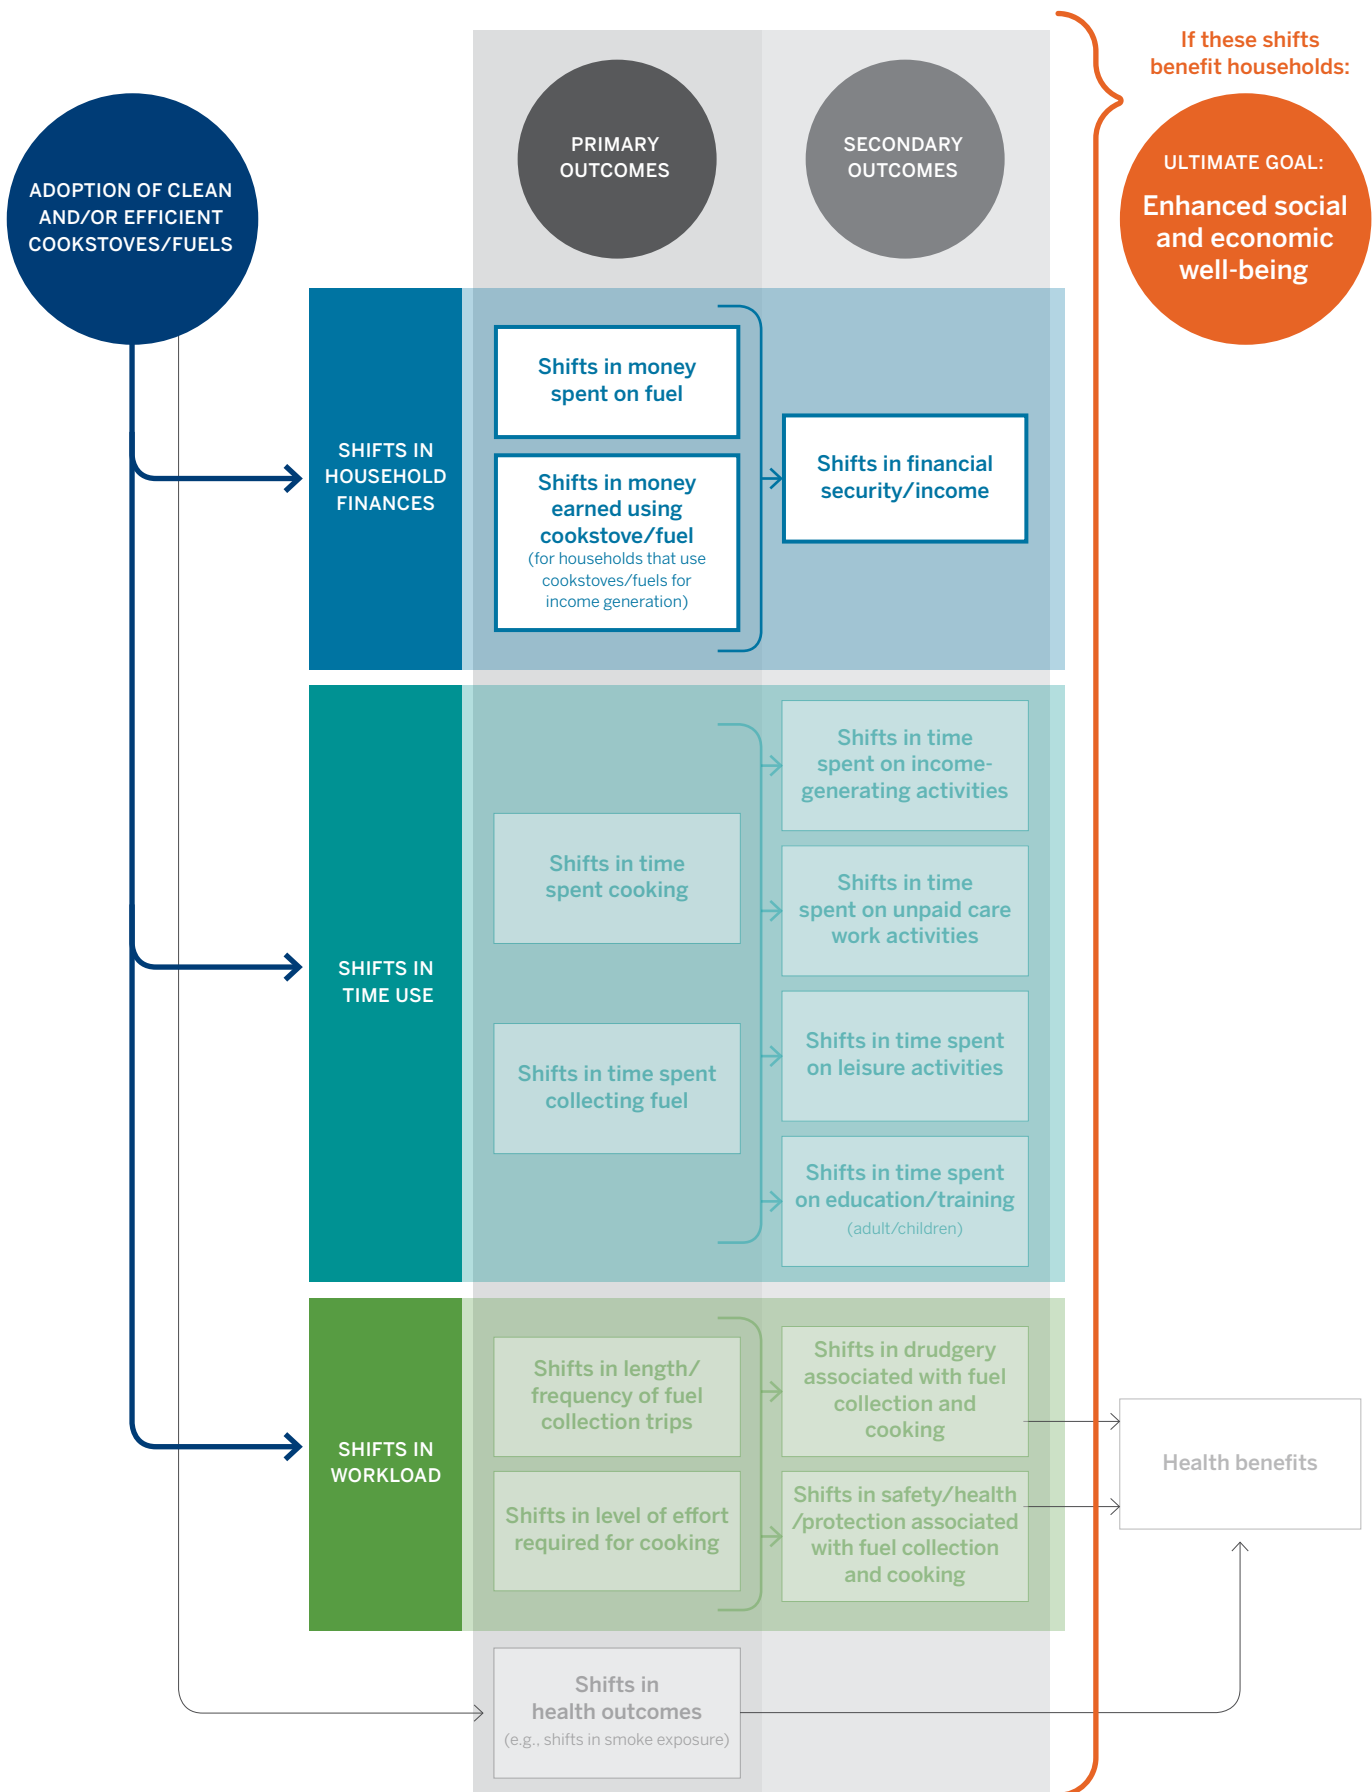 If these shifts
benefit households:
PRIMARY
OUTCOMES
SECONDARY
OUTCOMES
ADOPTION OF CLEAN
AND/OR EFFICIENT
COOKSTOVES/FUELS
ULTIMATE GOAL:
Enhanced social
and economic
well-being
SHIFTS IN
HOUSEHOLD
FINANCES
Shifts in money
spent on fuel
Shifts in money
earned using
cookstove/fuel
(for households that use
cookstoves/fuels for
income generation)
Shifts in financial
security/income
SHIFTS IN
TIME USE
Shifts in time
spent cooking
Shifts in time spent
collecting fuel
Shifts in time
spent on income-
generating activities
Shifts in time
spent on unpaid care
work activities
Shifts in time spent
on leisure activities
Shifts in time spent
on education/training
(adult/children)
SHIFTS IN
WORKLOAD
Shifts in length/
frequency of fuel
collection trips
Shifts in level of effort
required for cooking
Shifts in drudgery
associated with fuel
collection and
cooking
Shifts in safety/health
/protection associated
with fuel collection
and cooking
Health benefits
Shifts in
health outcomes
(e.g., shifts in smoke exposure)